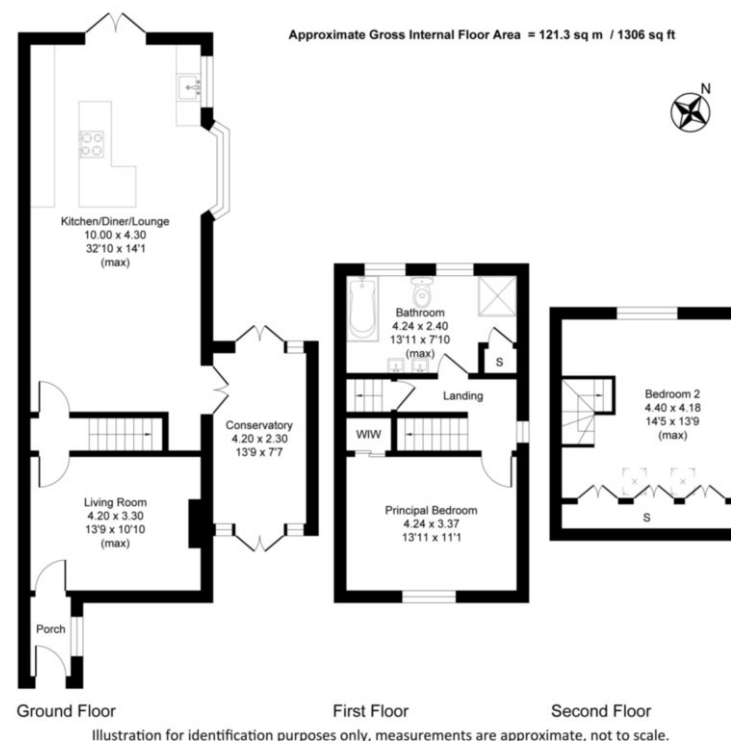 Approximate Gross Internal Floor Area = 121.3 sq m / 1306 sq ft
N
Kitchen/Diner/Lounge
10.00 x 4.30
32'10 x 14'1
(max)
Conservatory
4.20 x 2.30
13'9 x 7'7
Living Room
4.20 x 3.30
13'9 x 10'10
(max)
Porch
Ground Floor
Bathroom
4.24 x 2.40
13'11 x 7'10
(max)
S
Landing
WIW
Principal Bedroom
4.24 x 3.37
13'11 x 11'1
First Floor
Bedroom 2
4.40 x 4.18
14'5 x 13'9
(max)
S
Second Floor
Illustration for identification purposes only, measurements are approximate, not to scale.